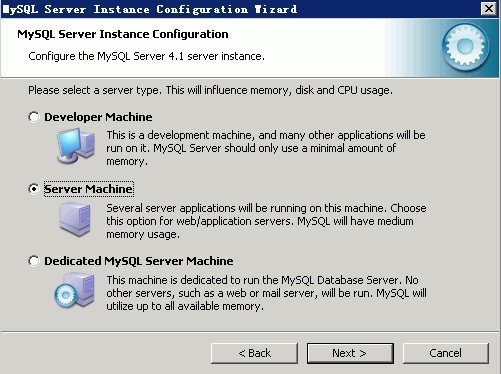 MySQL Server Instance Configuration Wizard
MySQL Server Instance Configuration
Configure the MySQL Server 4.1 server instance.
Please select a server type. This will influence memory, disk and CPU usage.
Developer Machine
This is a development machine, and many other applications will be
run on it. MySQL Server should only use a minimal amount of
memory.
Server Machine
Several server applications will be running on this machine. Choose
this option for web/application servers. MySQL will have medium
memory usage.
Dedicated MySQL Server Machine
This machine is dedicated to run the MySQL Database Server. No
other servers, such as a web or mail server, will be run. MySQL will
utilize up to all available memory.
< Back Next > Cancel